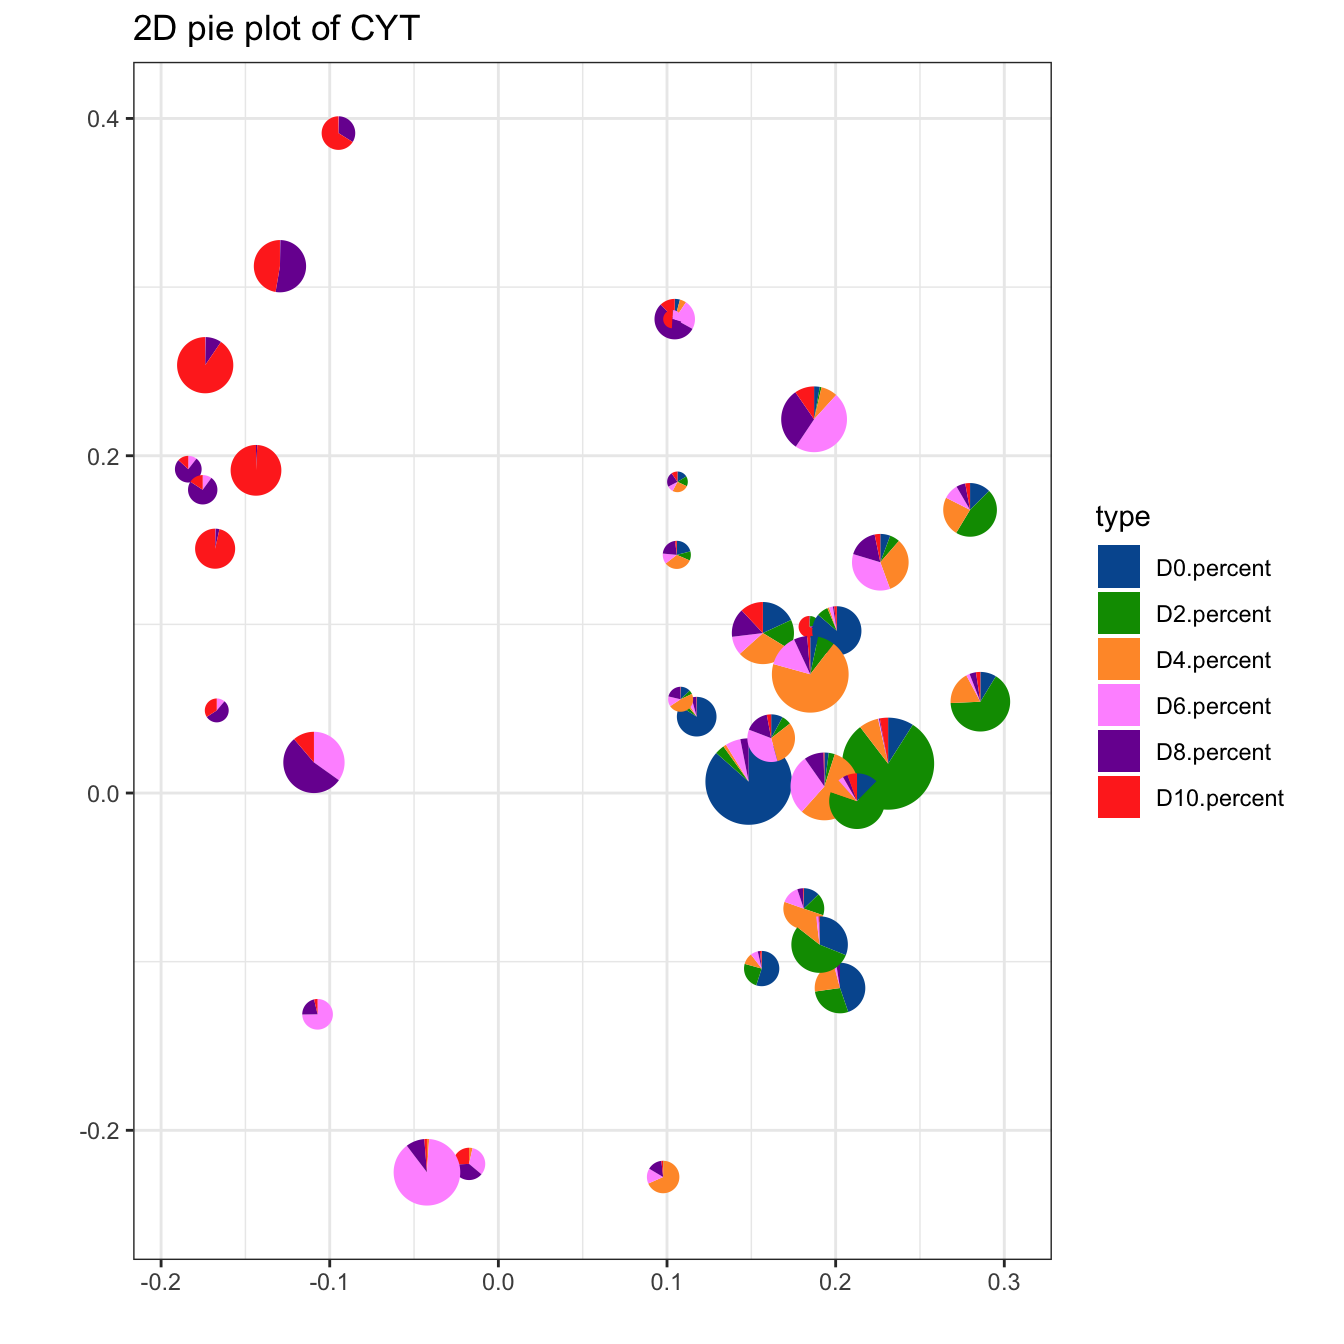 2D pie plot of CYT
0.4
0.2
0.0
-0.2
-0.2
-0.1
0.0
0.1
0.2
0.3
type
D0.percent
D2.percent
D4.percent
D6.percent
D8.percent
D10.percent